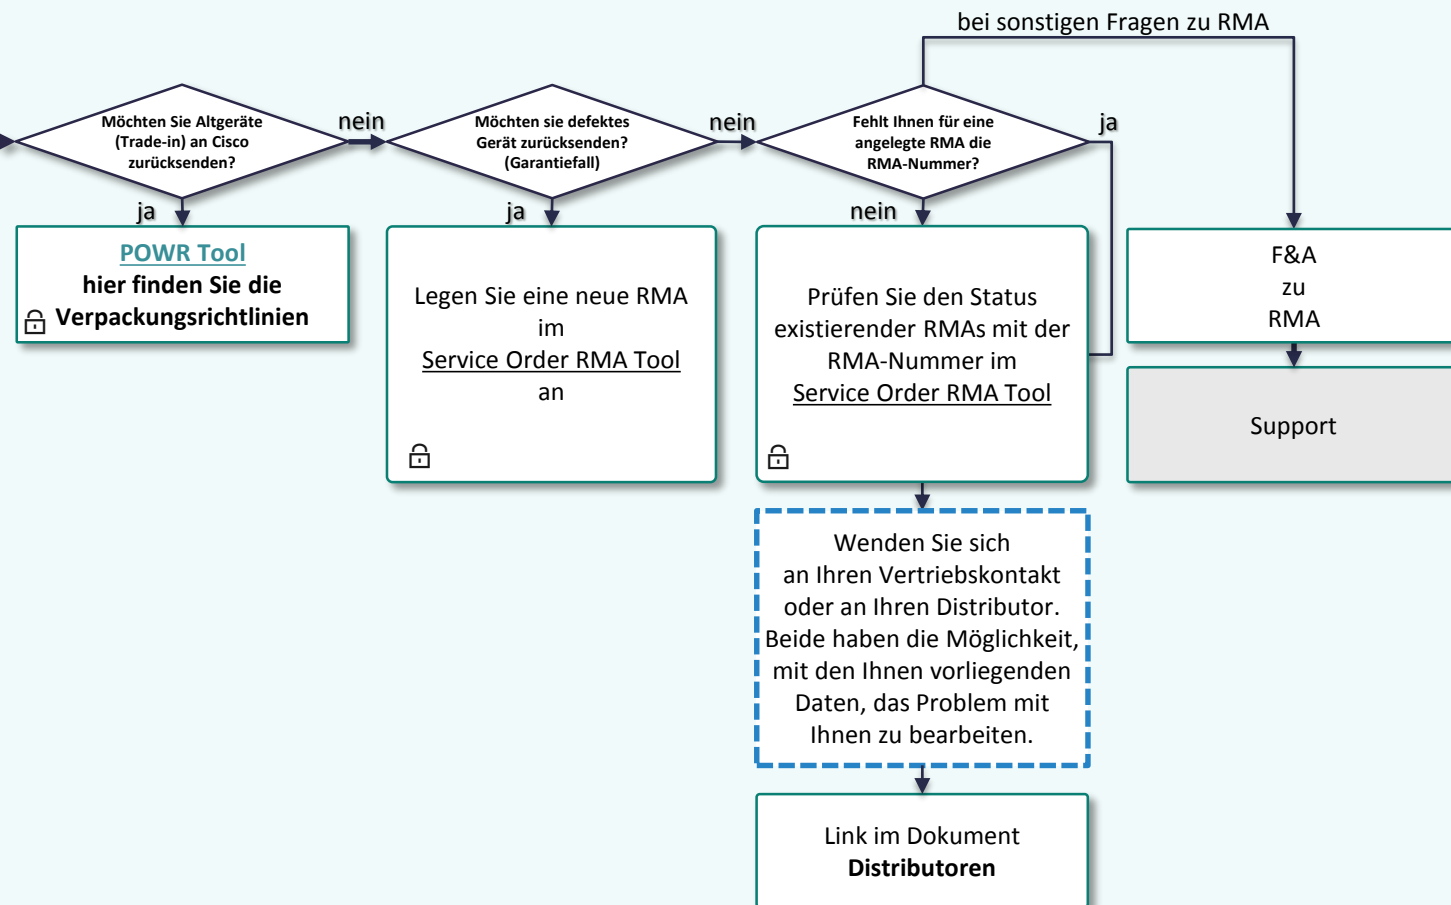 bei sonstigen Fragen zu RMA
Möchten Sie Altgeräte
(Trade-in) an Cisco
zurücksenden?
nein
ja
POWR Tool
hier finden Sie die
Verpackungsrichtlinien
Möchten sie defektes
Gerät zurücksenden?
(Garantiefall)
nein
ja
Legen Sie eine neue RMA
im
Service Order RMA Tool
an
Fehlt Ihnen für eine
angelegte RMA die
RMA-Nummer?
ja
nein
Prüfen Sie den Status
existierender RMAs mit der
RMA-Nummer im
Service Order RMA Tool
Wenden Sie sich
an Ihren Vertriebskontakt
oder an Ihren Distributor.
Beide haben die Möglichkeit,
mit den Ihnen vorliegenden
Daten, das Problem mit
Ihnen zu bearbeiten.
Link im Dokument
Distributoren
F&A
zu
RMA
Support